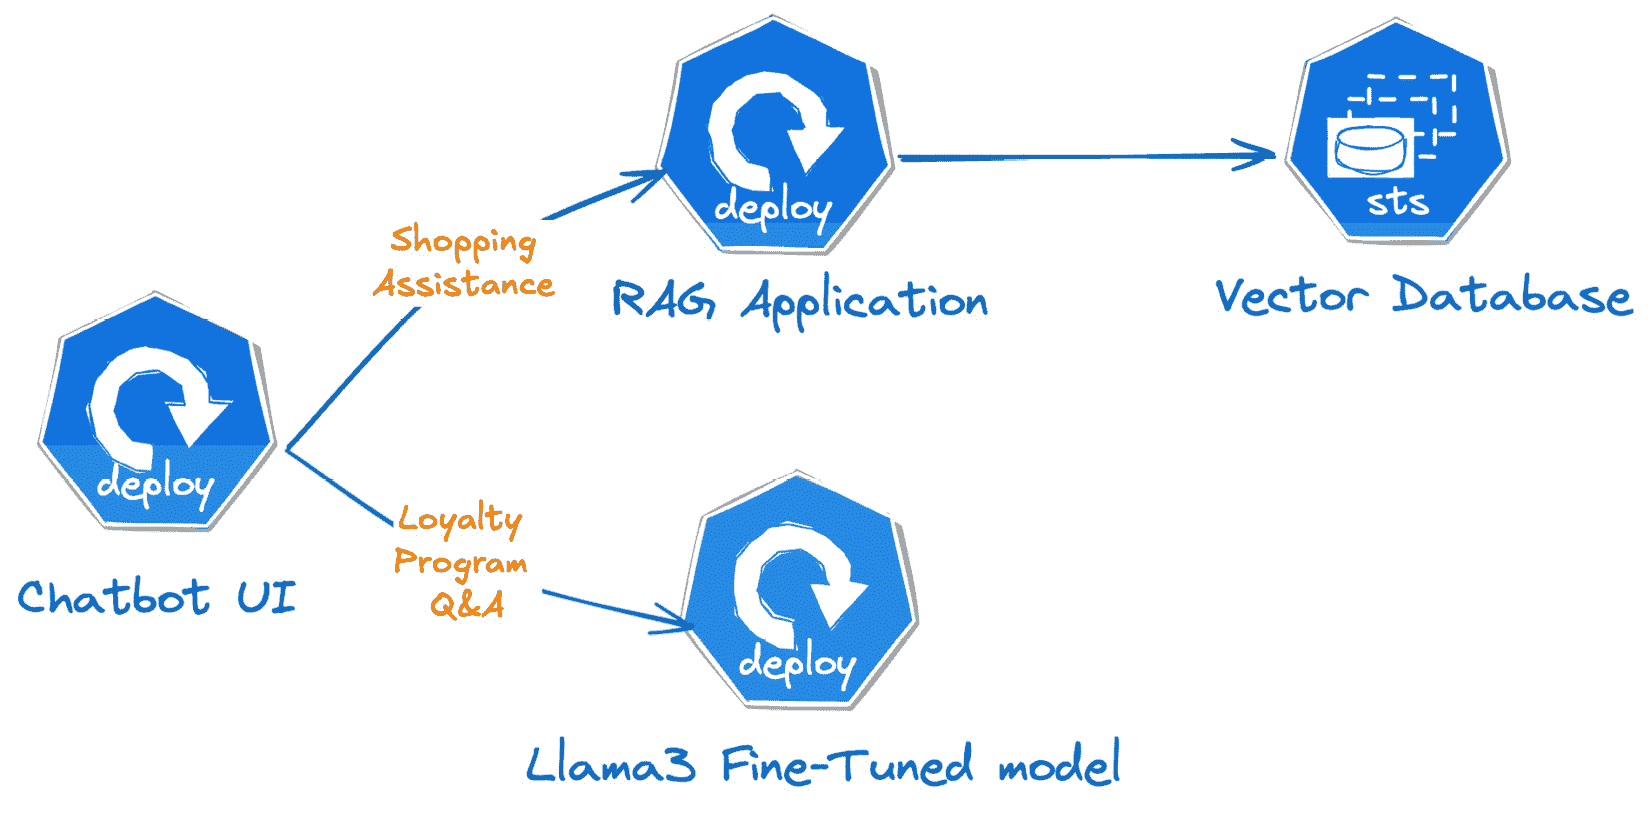 deploy
RAG Application
sts
Vector Database
Shopping
Assistance
deploy
Chatbot UI
Loyalty
Program
Q&A
deploy
Llama3 Fine-Tuned model